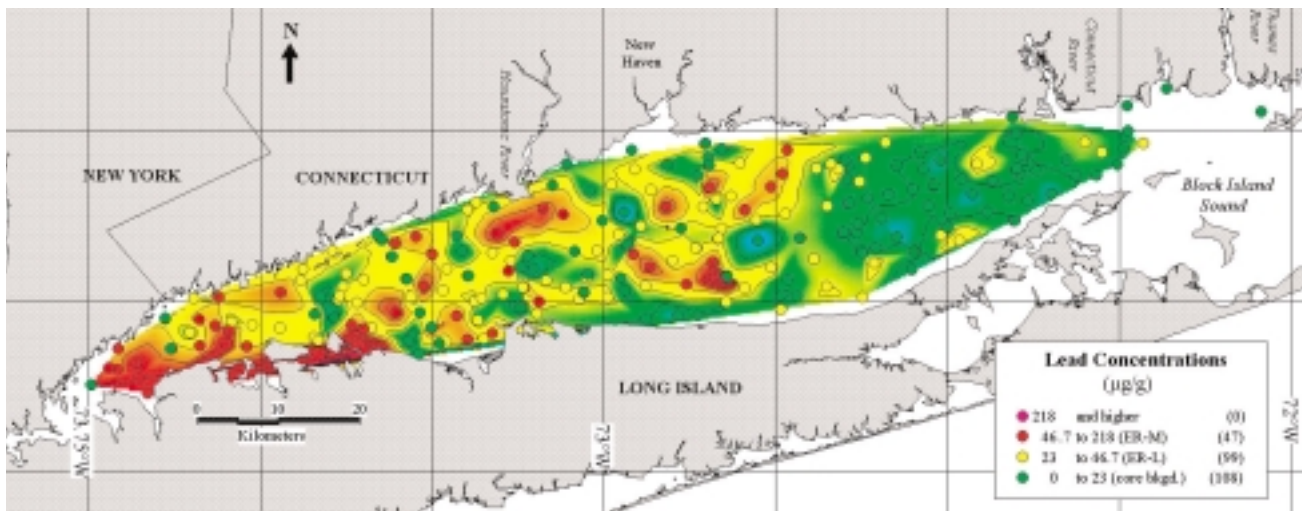 N
New
Haven
Housatonic River
Connecticut
River
Thames
River
NEW YORK
CONNECTICUT
Block Island
Sound
LONG ISLAND
0 10 20
Kilometers
73.75°W
73°W
72°W
Lead Concentrations
(µg/g)
218 and higher (0)
46.7 to 218 (ER-M) (47)
23 to 46.7 (ER-L) (99)
0 to 23 (core bkgd.) (108)